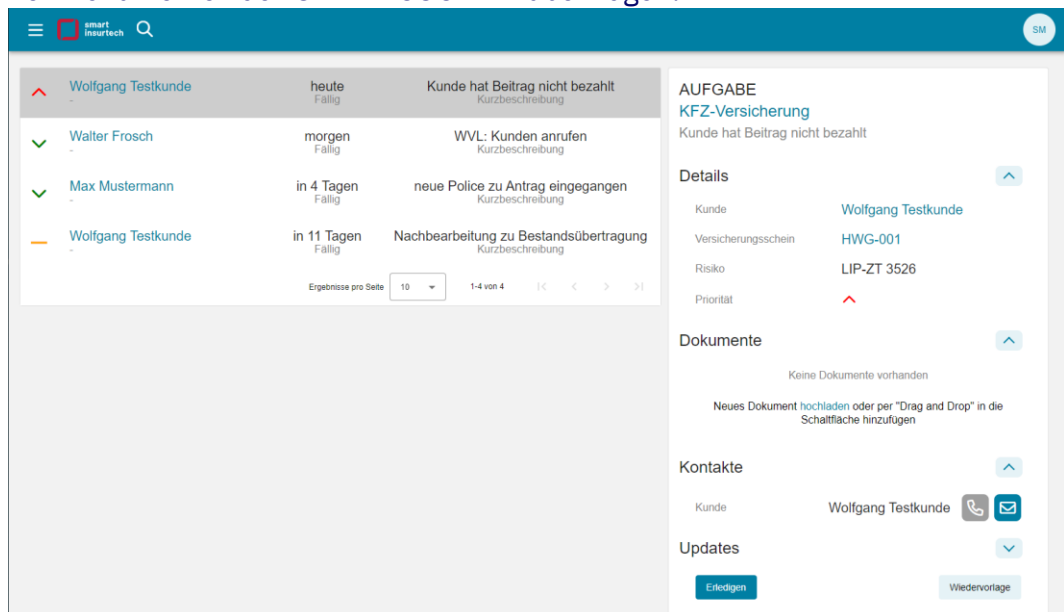 smart
insurtech
SM
Wolfgang Testkunde
-
heute
Fällig
Kunde hat Beitrag nicht bezahlt
Kurzbeschreibung
Walter Frosch
-
morgen
Fällig
WVL: Kunden anrufen
Kurzbeschreibung
Max Mustermann
-
in 4 Tagen
Fällig
neue Police zu Antrag eingegangen
Kurzbeschreibung
Wolfgang Testkunde
-
in 11 Tagen
Fällig
Nachbearbeitung zu Bestandsübertragung
Kurzbeschreibung
Ergebnisse pro Seite 10 1-4 von 4
AUFGABE
KFZ-Versicherung
Kunde hat Beitrag nicht bezahlt
Details
Kunde Wolfgang Testkunde
Versicherungsschein HWG-001
Risiko LIP-ZT 3526
Priorität
Dokumente
Keine Dokumente vorhanden
Neues Dokument hochladen oder per "Drag and Drop" in die
Schaltfläche hinzufügen
Kontakte
Kunde Wolfgang Testkunde
Updates
Erledigen Wiedervorlage